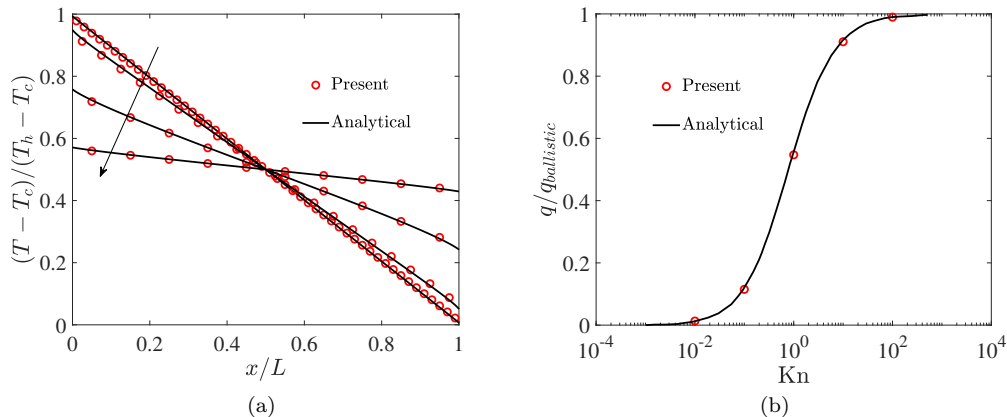 1
0.8
0.6
0.4
0.2
0
(T − T_c)/(T_h − T_c)
Present
Analytical
0 0.2 0.4 0.6 0.8 1
x/L
(a)
1
0.8
0.6
0.4
0.2
0
q/q_{ballistic}
Present
Analytical
10^{-4} 10^{-2} 10^{0} 10^{2} 10^{4}
Kn
(b)